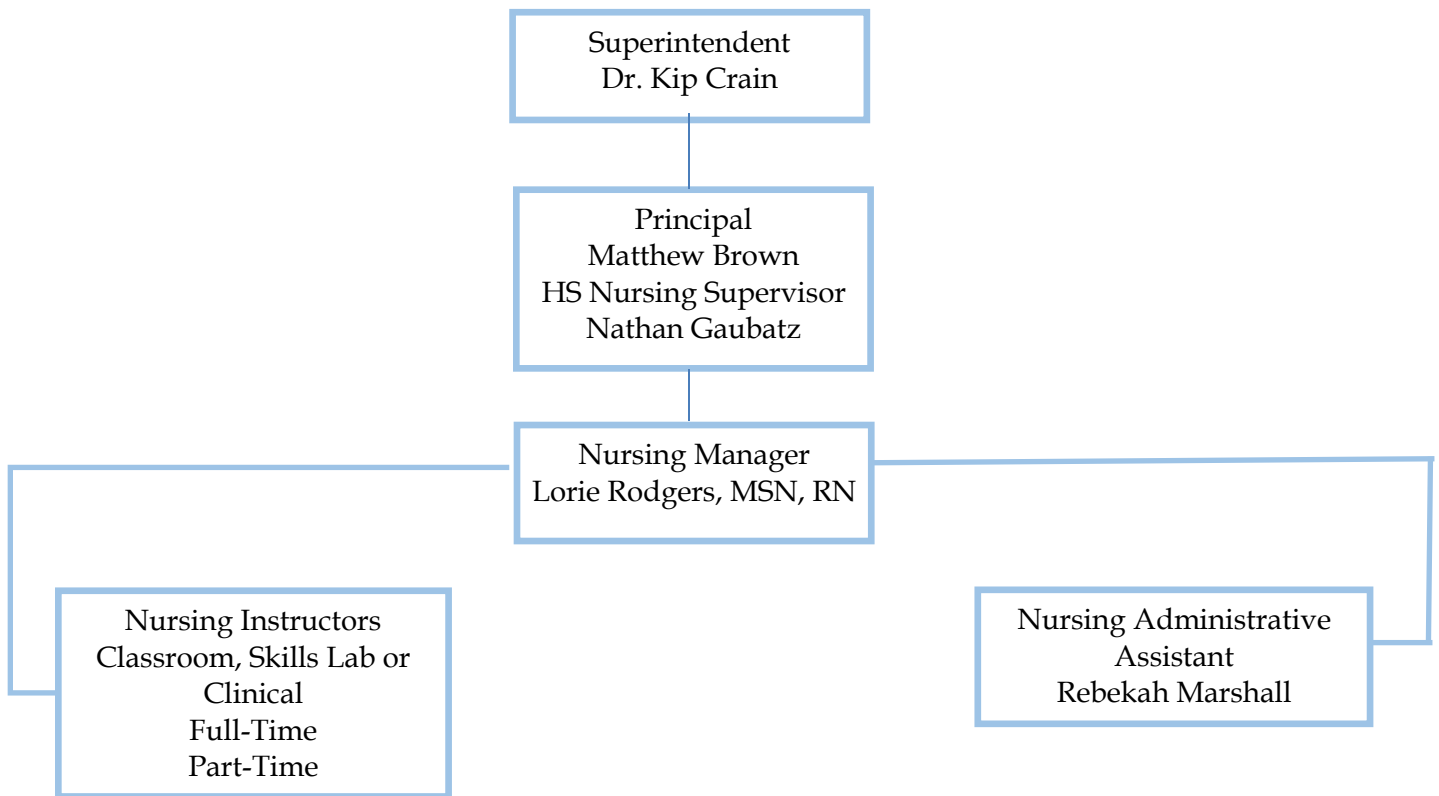 Superintendent
Dr. Kip Crain
Principal
Matthew Brown
HS Nursing Supervisor
Nathan Gaubatz
Nursing Manager
Lorie Rodgers, MSN, RN
Nursing Instructors
Classroom, Skills Lab or
Clinical
Full-Time
Part-Time
Nursing Administrative
Assistant
Rebekah Marshall